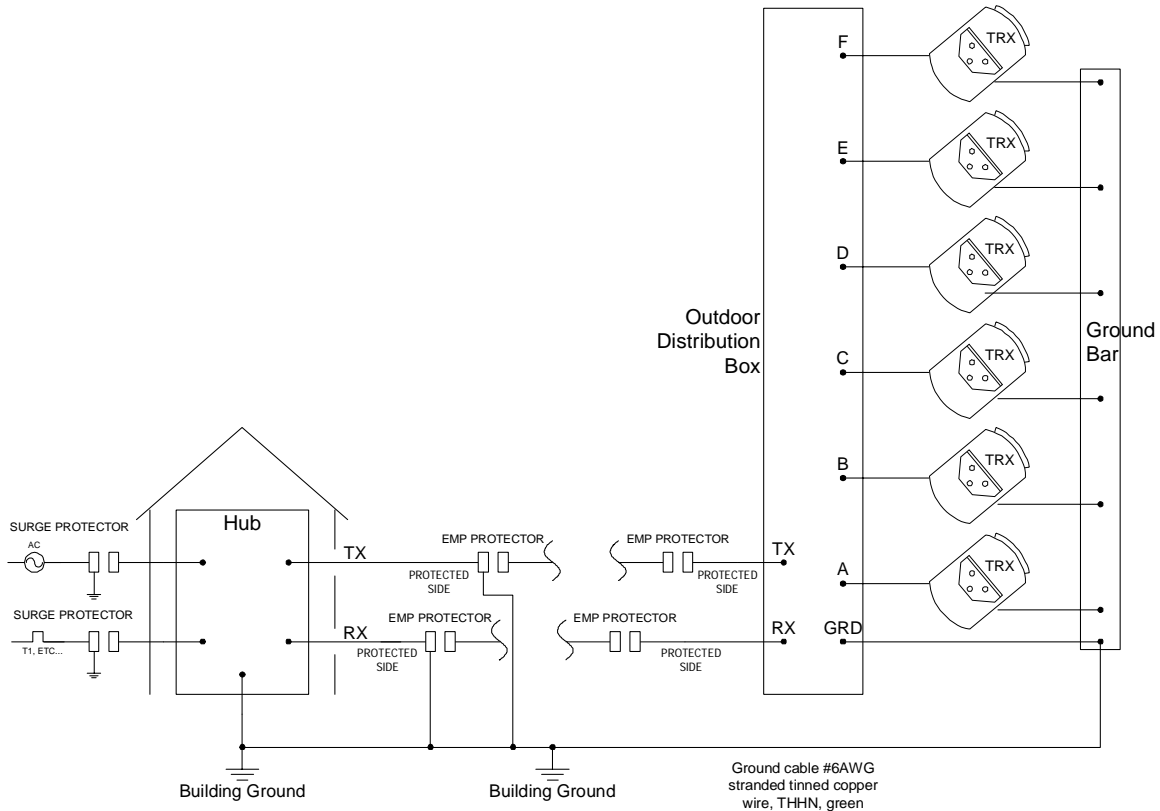 F
TRX
E
TRX
D
TRX
Outdoor
Distribution
Box
C
TRX
Ground
Bar
B
TRX
SURGE PROTECTOR
AC
Hub
TX
EMP PROTECTOR
PROTECTED
SIDE
EMP PROTECTOR
PROTECTED
SIDE
TX
A
TRX
SURGE PROTECTOR
T1, ETC...
RX
EMP PROTECTOR
PROTECTED
SIDE
EMP PROTECTOR
PROTECTED
SIDE
RX
GRD
Building Ground
Building Ground
Ground cable #6AWG
stranded tinned copper
wire, THHN, green